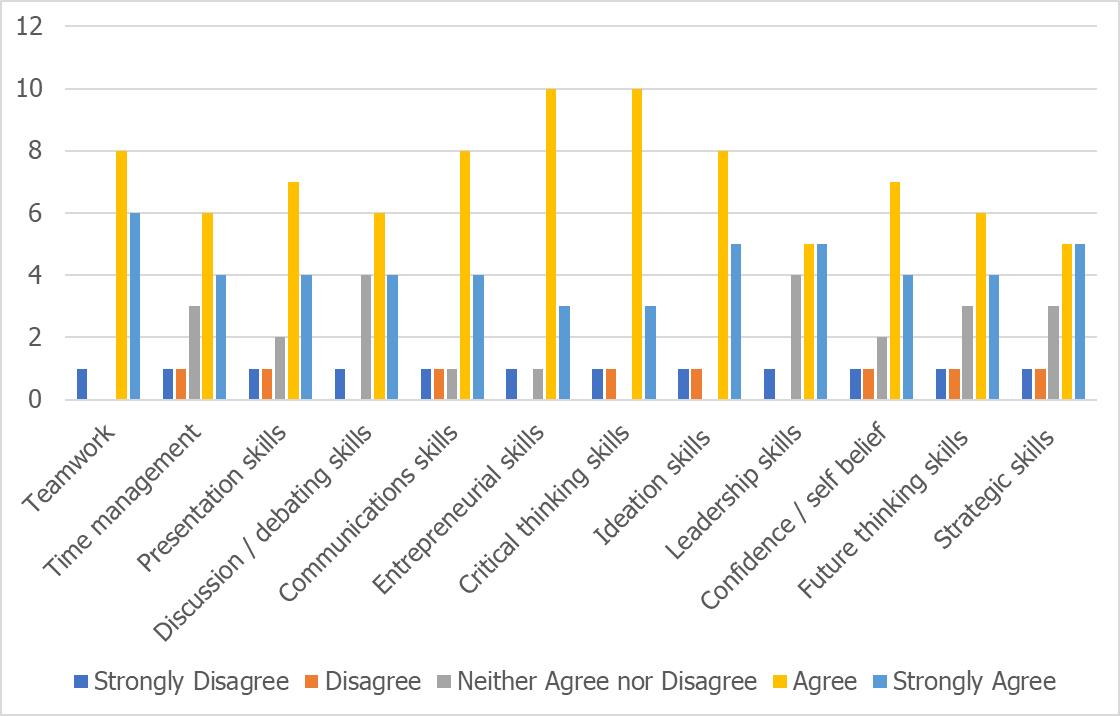 12
10
8
6
4
2
0
Teamwork
Time management
Presentation skills
Discussion / debating skills
Communications skills
Entrepreneurial skills
Critical thinking skills
Ideation skills
Leadership skills
Confidence / self belief
Future thinking skills
Strategic skills
Strongly Disagree Disagree Neither Agree nor Disagree Agree Strongly Agree